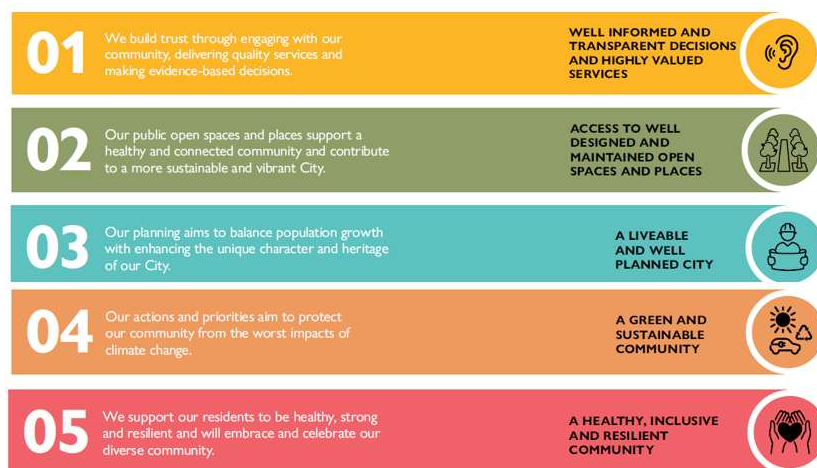 01
We build trust through engaging with our
community, delivering quality services and
making evidence-based decisions.
WELL INFORMED AND
TRANSPARENT DECISIONS
AND HIGHLY VALUED
SERVICES
02
Our public open spaces and places support a
healthy and connected community and contribute
to a more sustainable and vibrant City.
ACCESS TO WELL
DESIGNED AND
MAINTAINED OPEN
SPACES AND PLACES
03
Our planning aims to balance population growth
with enhancing the unique character and heritage
of our City.
A LIVEABLE
AND WELL
PLANNED CITY
04
Our actions and priorities aim to protect
our community from the worst impacts of
climate change.
A GREEN AND
SUSTAINABLE
COMMUNITY
05
We support our residents to be healthy, strong
and resilient and will embrace and celebrate our
diverse community.
A HEALTHY, INCLUSIVE
AND RESILIENT
COMMUNITY